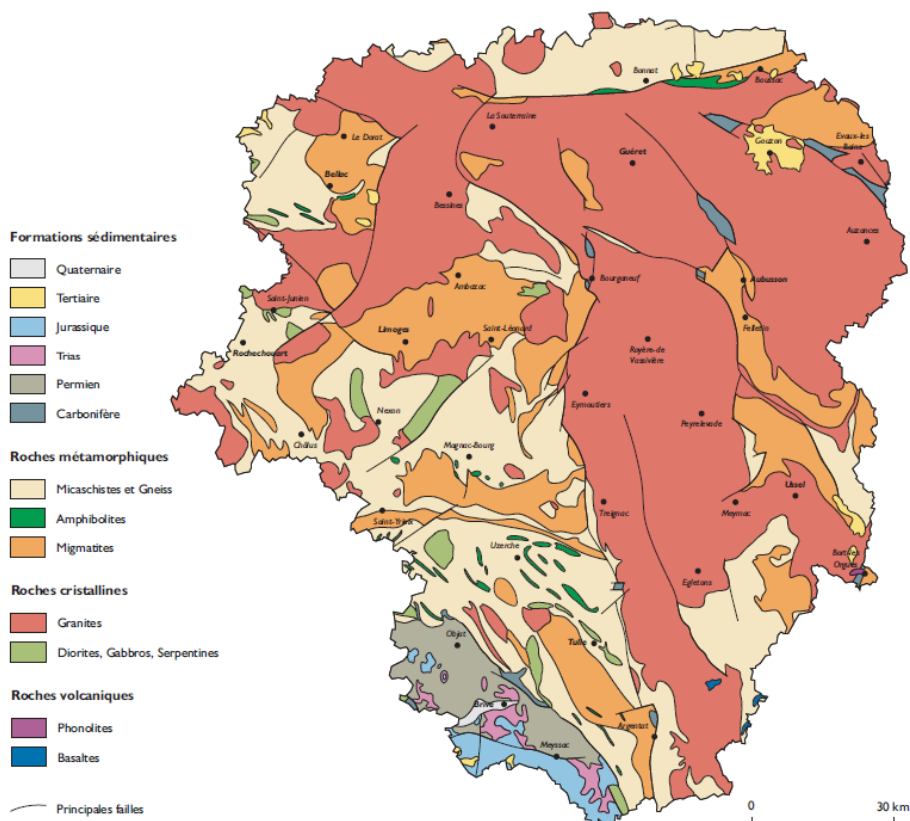 Formations sédimentaires
Quaternaire
Tertiaire
Jurassique
Trias
Permien
Carbonifère
Roches métamorphiques
Micaschistes et Gneiss
Amphibolites
Migmatites
Roches cristallines
Granites
Diorites, Gabbros, Serpentines
Roches volcaniques
Phonolites
Basaltes
Principales failles
Bonnat
Boussac
La Souterraine
Le Dorat
Evaux-les
Bains
Gouzon
Guéret
Bellac
Bessines
Auzances
Ambazac
Bourganeuf
Aubusson
Saint-Junien
Felletin
Limoges
Saint-Léonard
Rochechouart
Royère-de
Vassivière
Eymoutiers
Nexon
Peyrelevade
Châlus
Magnac-Bourg
Ussel
Saint-Yrieix
Treignac
Meymac
Uzerche
Bort-les
Orgues
Egletons
Objat
Tulle
Brive
Argentat
Meyssac
0 30 km